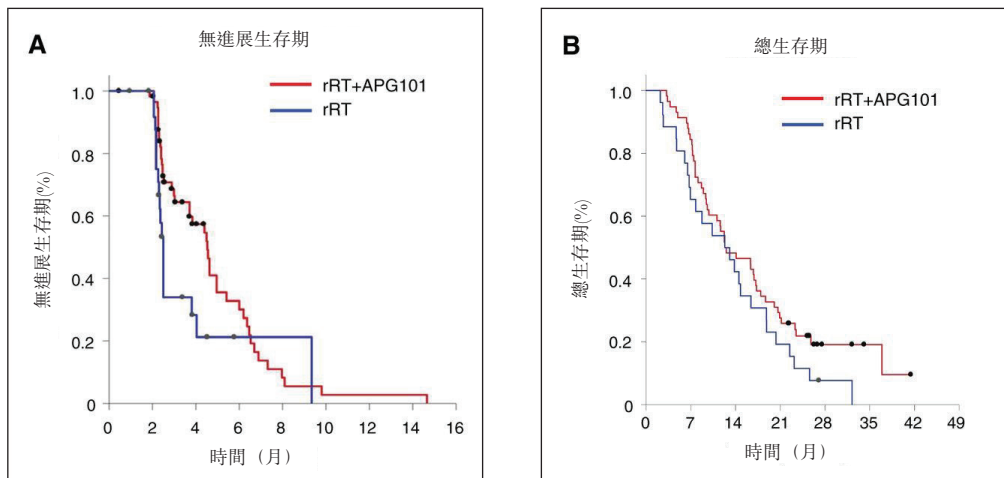 A
無進展生存期
rRT+APG101
rRT
1.0
0.8
0.6
0.4
0.2
0
無進展生存期(%)
0 2 4 6 8 10 12 14 16
時間（月）
B
總生存期
rRT+APG101
rRT
1.0
0.8
0.6
0.4
0.2
0
總生存期(%)
0 7 14 21 28 35 42 49
時間（月）